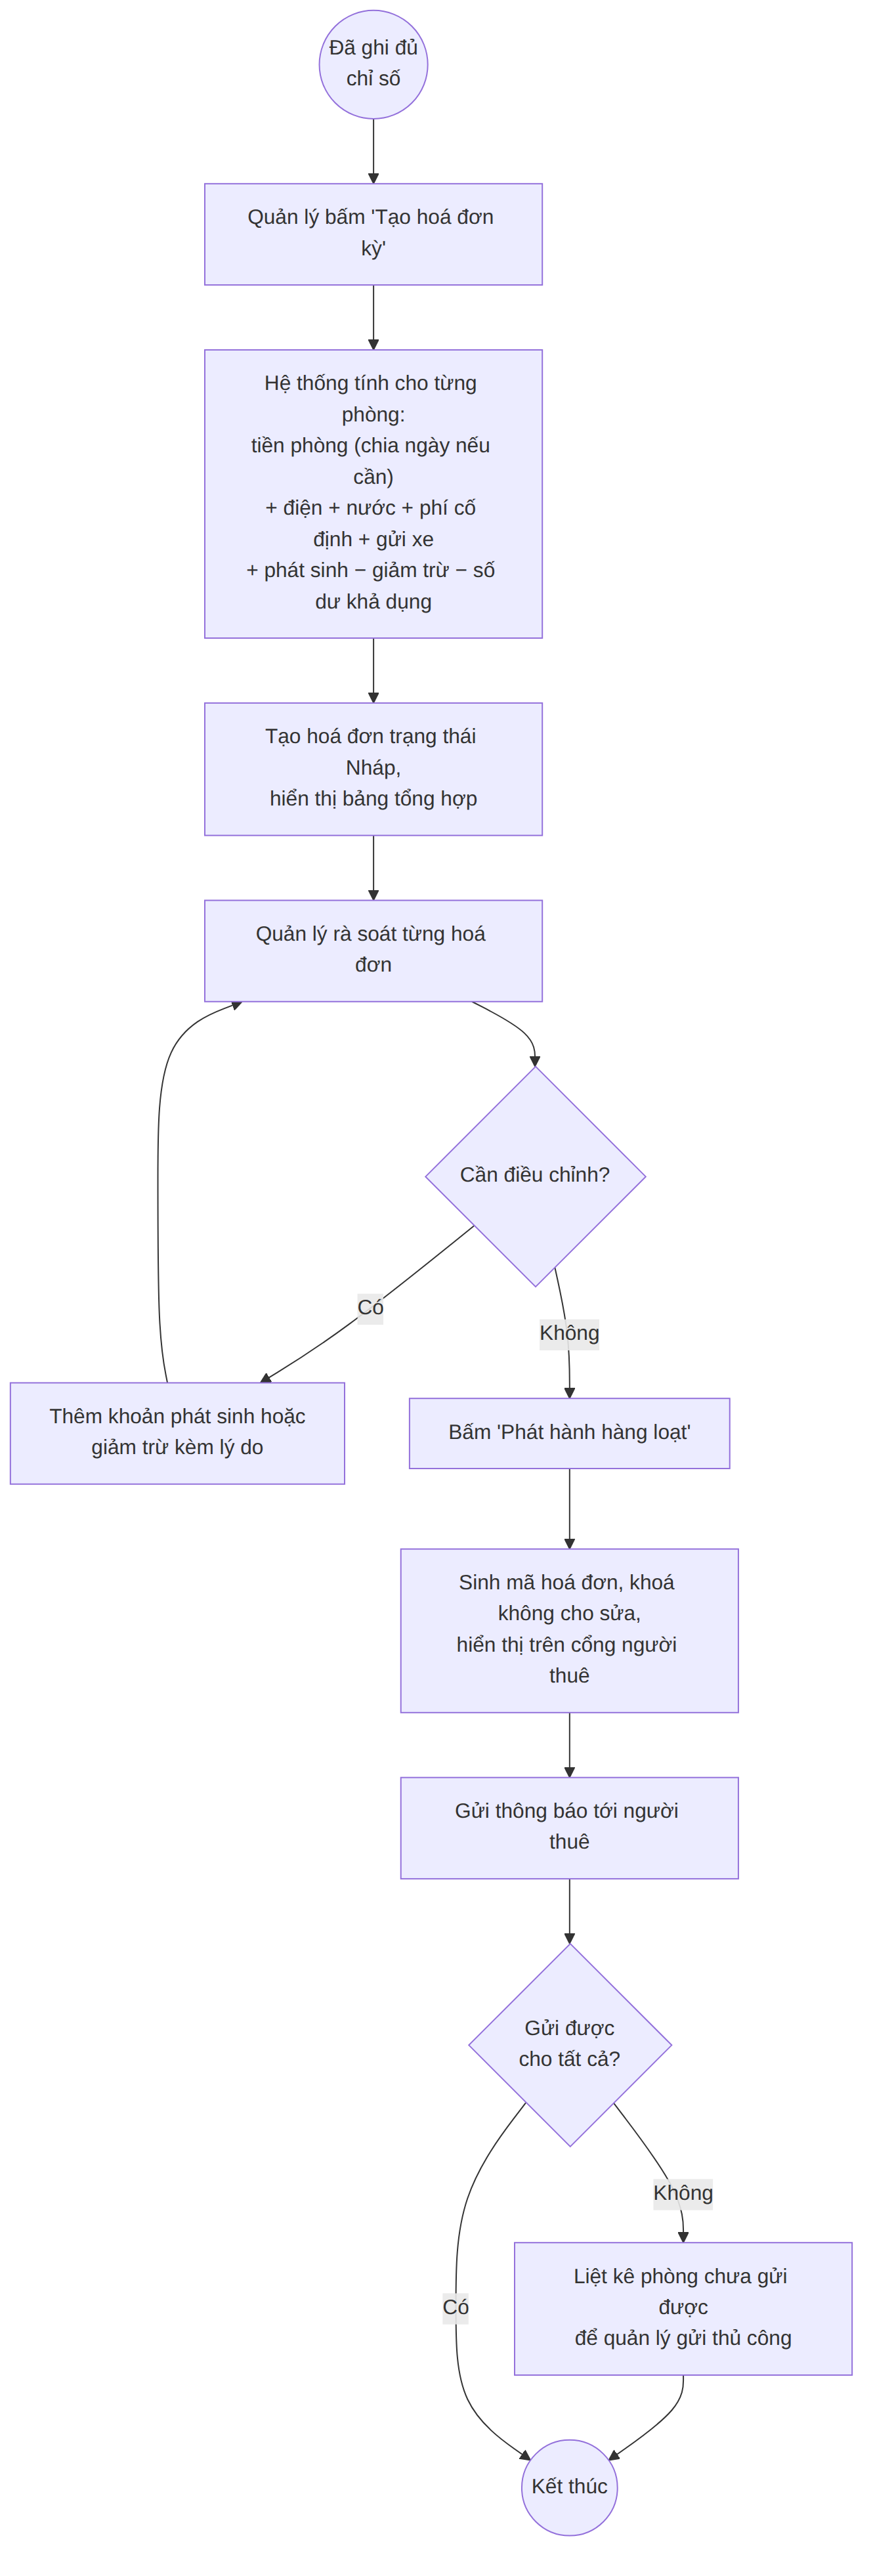 Đã ghi đủ
chỉ số
Quản lý bấm 'Tạo hoá đơn
kỳ'
Hệ thống tính cho từng
phòng:
tiền phòng (chia ngày nếu
cần)
+ điện + nước + phí cố
định + gửi xe
+ phát sinh − giảm trừ − số
dư khả dụng
Tạo hoá đơn trạng thái
Nháp,
hiển thị bảng tổng hợp
Quản lý rà soát từng hoá
đơn
Cần điều chỉnh?
Có
Không
Thêm khoản phát sinh hoặc
giảm trừ kèm lý do
Bấm 'Phát hành hàng loạt'
Sinh mã hoá đơn, khoá
không cho sửa,
hiển thị trên cổng người
thuê
Gửi thông báo tới người
thuê
Gửi được
cho tất cả?
Không
Liệt kê phòng chưa gửi
được
để quản lý gửi thủ công
Có
Kết thúc